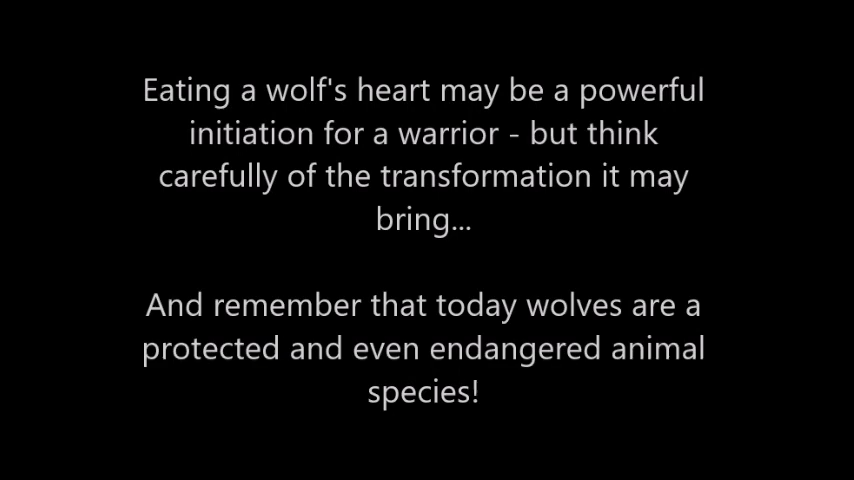 Eating a wolf's heart may be a powerful
initiation for a warrior - but think
carefully of the transformation it may
bring...
And remember that today wolves are a
protected and even endangered animal
species!